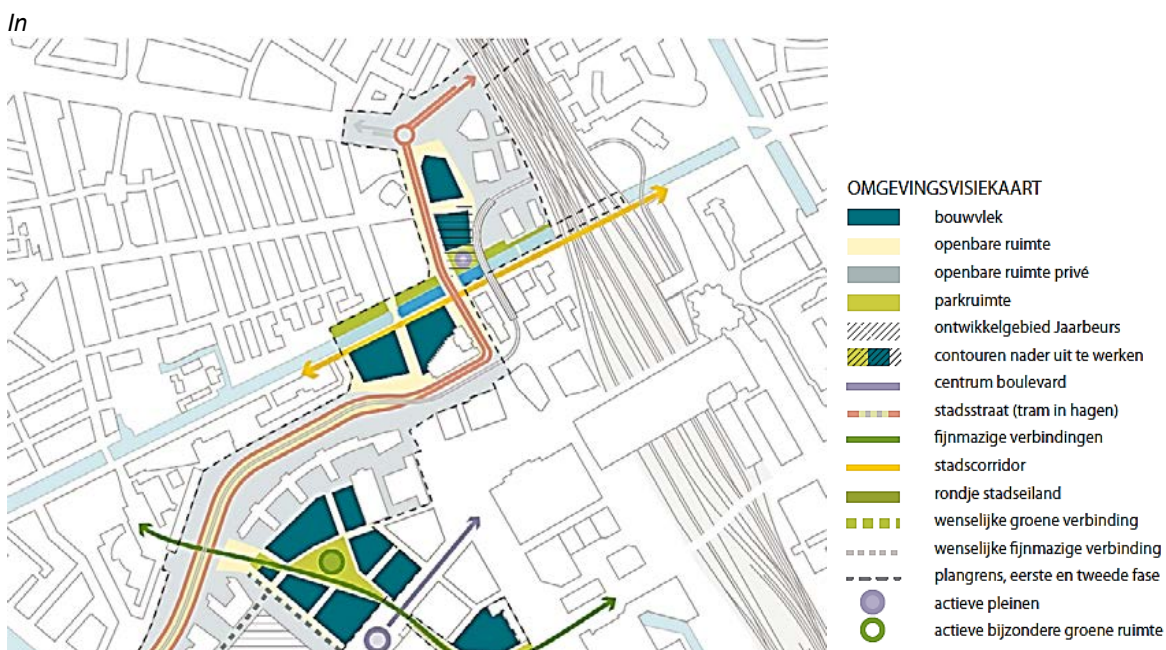 In
OMGEVINGSVISIEKAART
bouwvlek
openbare ruimte
openbare ruimte privé
parkruimte
ontwikkelgebied Jaarbeurs
contouren nader uit te werken
centrum boulevard
stadsstraat (tram in hagen)
fijnmazige verbindingen
stadscorridor
rondje stadseiland
wenselijke groene verbinding
wenselijke fijnmazige verbinding
plangrens, eerste en tweede fase
actieve pleinen
actieve bijzondere groene ruimte